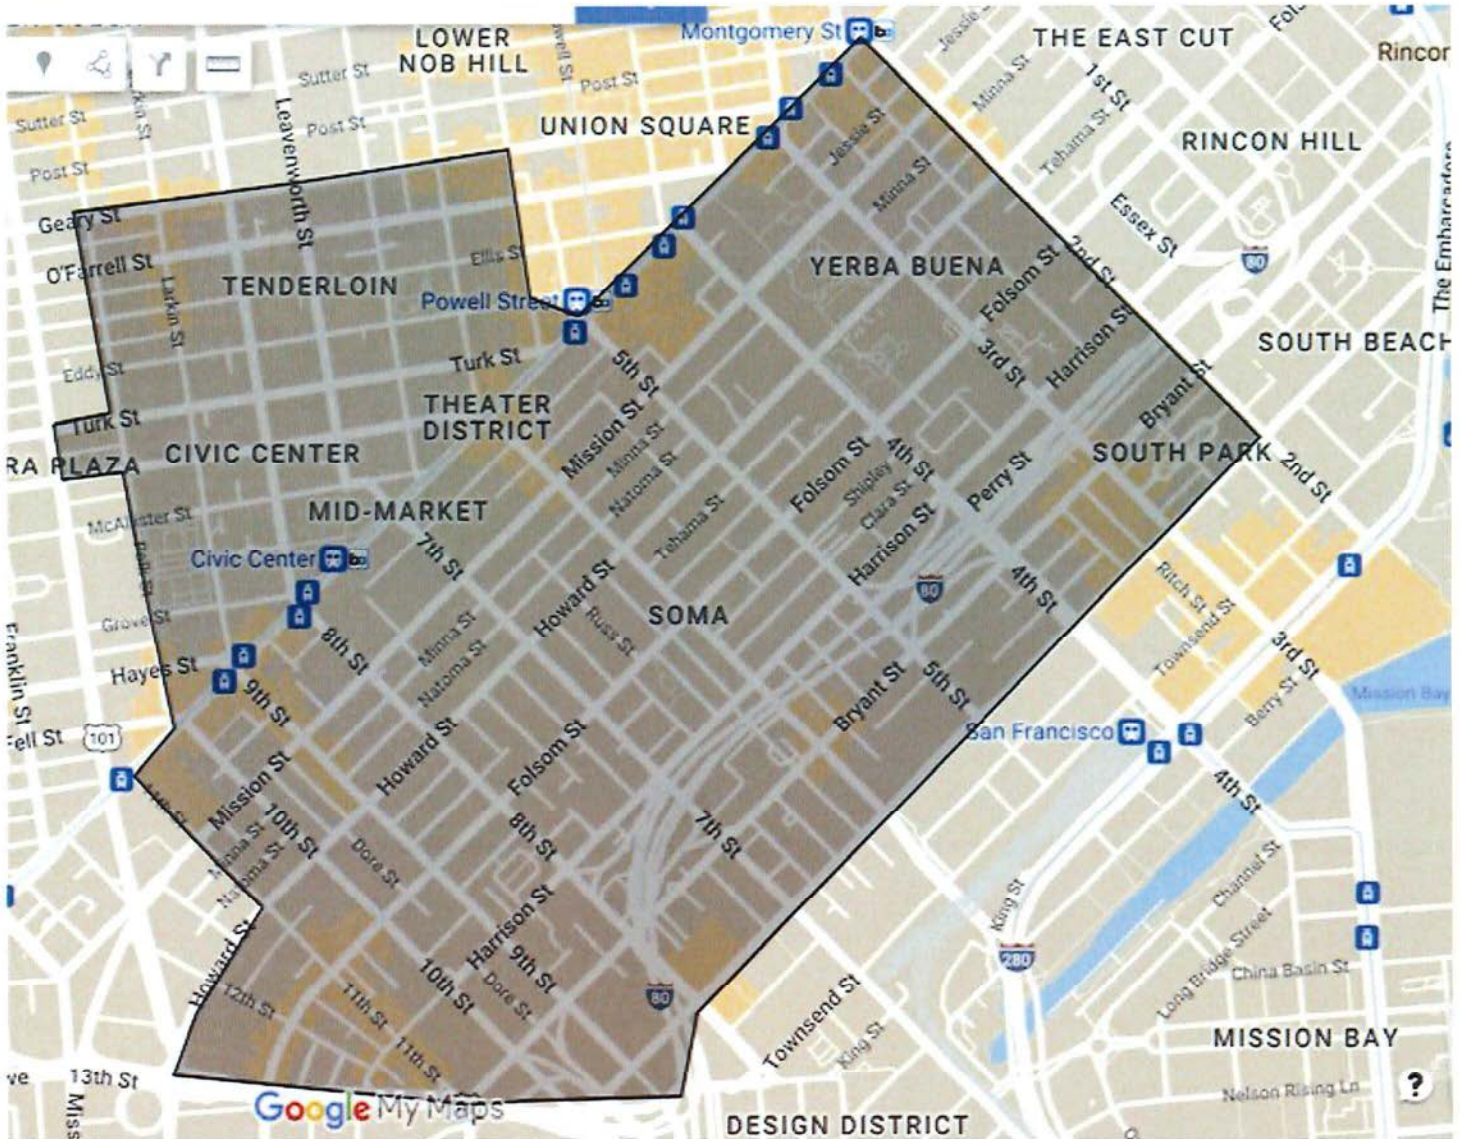 Montgomery St
LOWER
NOB HILL
THE EAST CUT
Rincor
Jessie S
Sutter St
Post St
Minna St
1st St
Sutter St
Post St
UNION SQUARE
Jessie St
Tehama St
RINCON HILL
Leavenworth St
Post St
Minna St
Geary St
Essex St
O'Farrell St
Ellis St
YERBA BUENA
2nd St
80
The Embarcadero
TENDERLOIN
Powell Street
Folsom St
Larkin St
3rd St
Harrison St
SOUTH BEACH
Turk St
5th St
Eddy St
THEATER
DISTRICT
Bryant St
Turk St
Mission St
Minna St
Natoma St
Folsom St
4th St
Shipley
Clara St
Perry St
SOUTH PARK
2nd St
RA PLAZA
CIVIC CENTER
McAllister St
MID-MARKET
Tehama St
Harrison St
7th St
Civic Center
Howard St
80
4th St
Ritch St
Townsend St
Grove St
8th St
Minna St
Natoma St
Russ St
SOMA
3rd St
Franklin St
Hayes St
9th St
Bryant St
5th St
Berry St
Mission Bay
Fell St
101
San Francisco
Howard St
Folsom St
Mission St
10th St
Minna St
Natoma St
8th St
7th St
4th St
Dore St
Channel St
Harrison St
King St
Howard St
9th St
10th St
Dore St
Long Bridge Street
280
China Basin St
12th St
11th St
80
Townsend St
King St
MISSION BAY
11th St
ve
13th St
Miss
Google My Maps
Nelson Rising Ln
?
DESIGN DISTRICT